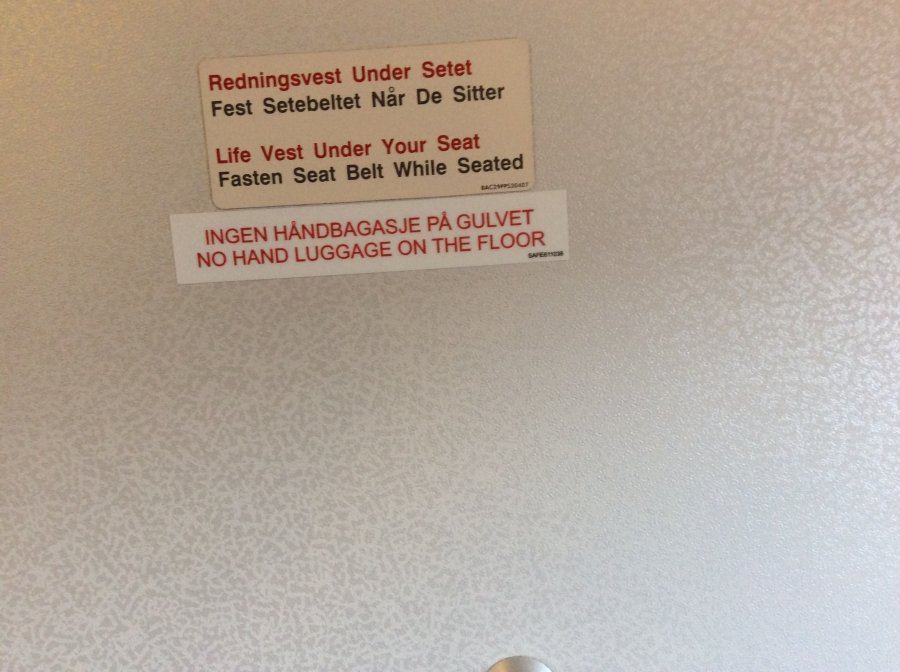 Redningsvest Under Setet
Fest Setebeltet Når De Sitter
Life Vest Under Your Seat
Fasten Seat Belt While Seated
INGEN HÅNDBAGASJE PÅ GULVET
NO HAND LUGGAGE ON THE FLOOR